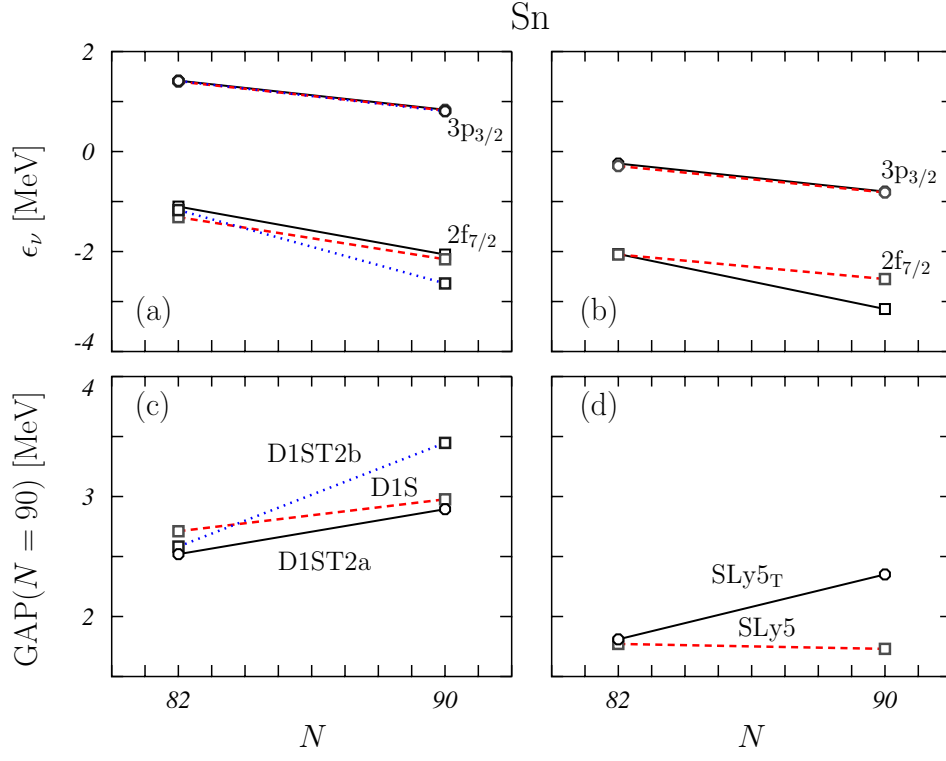 Sn
ϵν [MeV]
2
0
-2
-4
3p3/2
2f7/2
(a)
3p3/2
2f7/2
(b)
GAP(N = 90) [MeV]
4
3
2
(c)
D1ST2b
D1S
D1ST2a
(d)
SLy5T
SLy5
82
90
82
90
N
N